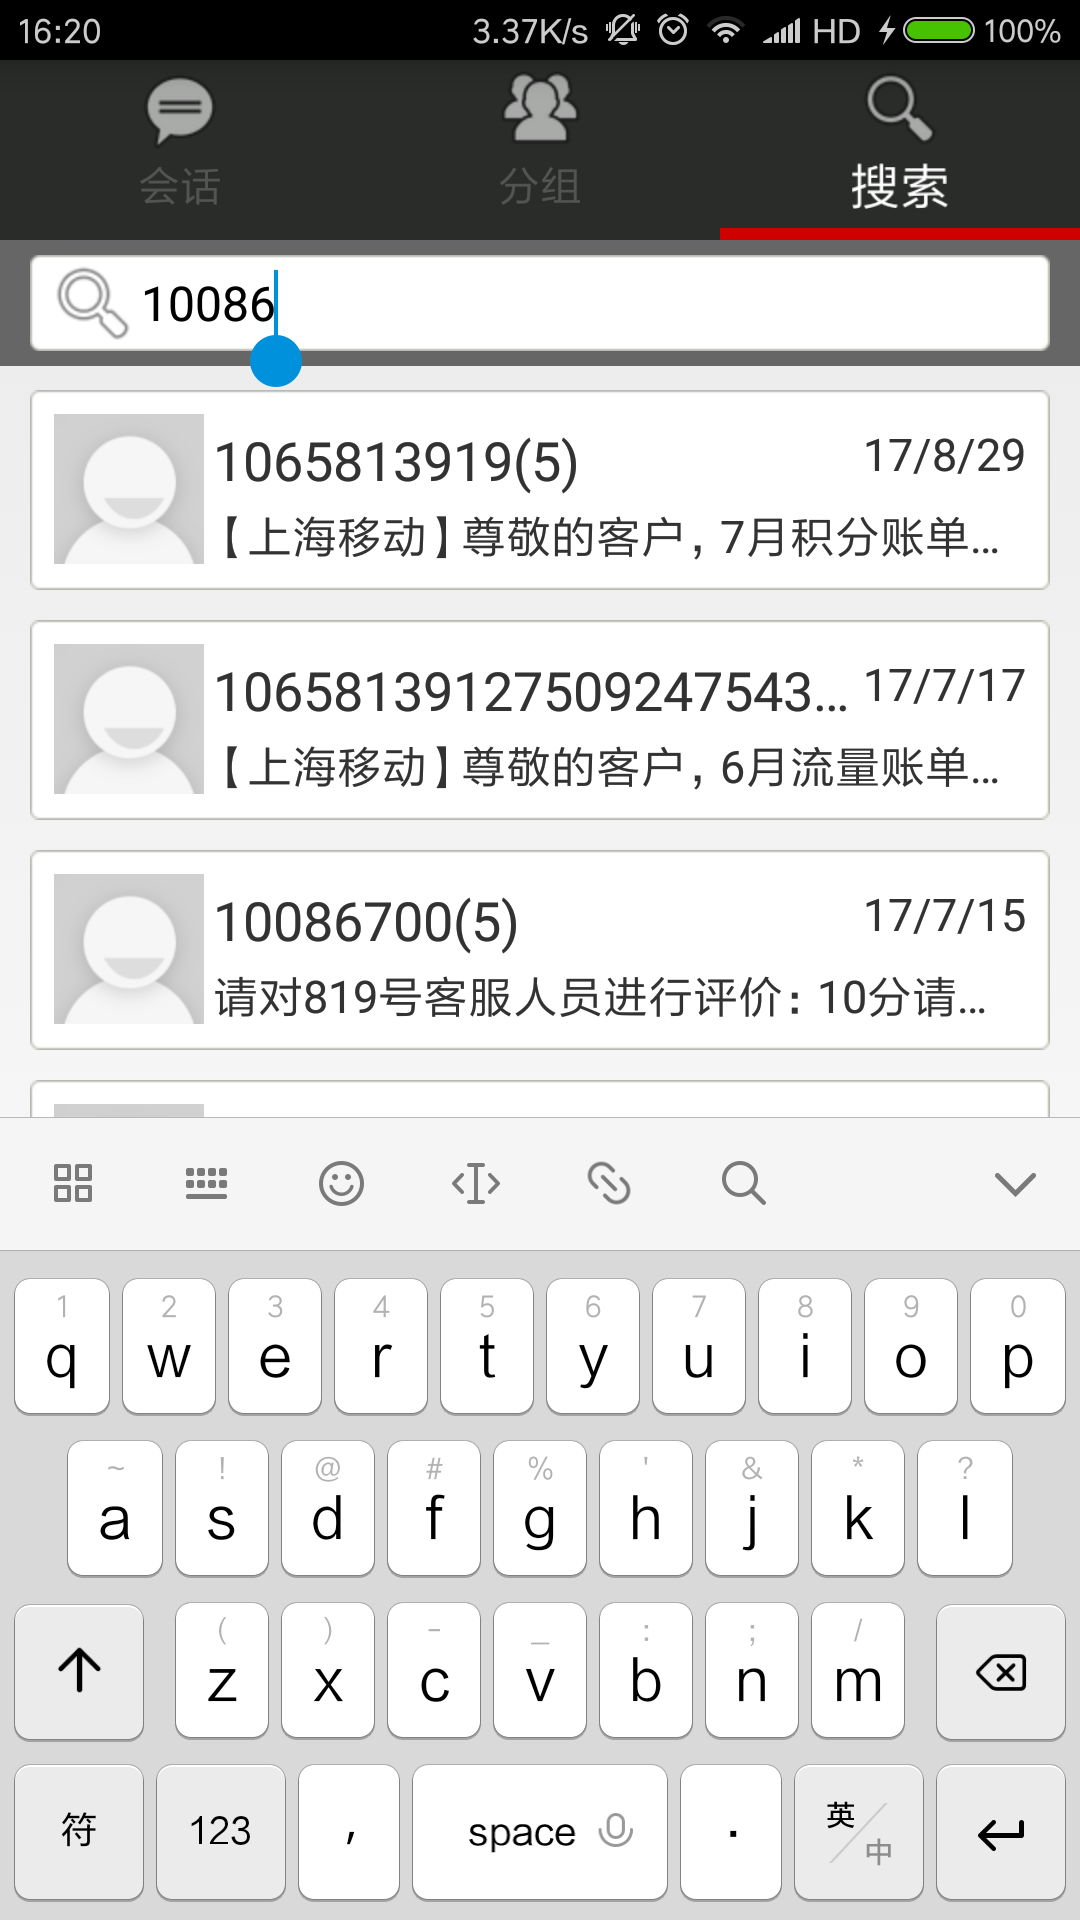 16:20 3.37K/s HD 100%
会话 分组 搜索
10086
1065813919(5) 17/8/29
【上海移动】尊敬的客户, 7月积分账单...
10658139127509247543... 17/7/17
【上海移动】尊敬的客户, 6月流量账单...
10086700(5) 17/7/15
请对819号客服人员进行评价: 10分请...
1 2 3 4 5 6 7 8 9 0
q w e r t y u i o p
~ ! @ # % ' & * ?
a s d f g h j k l
( ) - _ : ; /
z x c v b n m
符 123 , space . 英/中